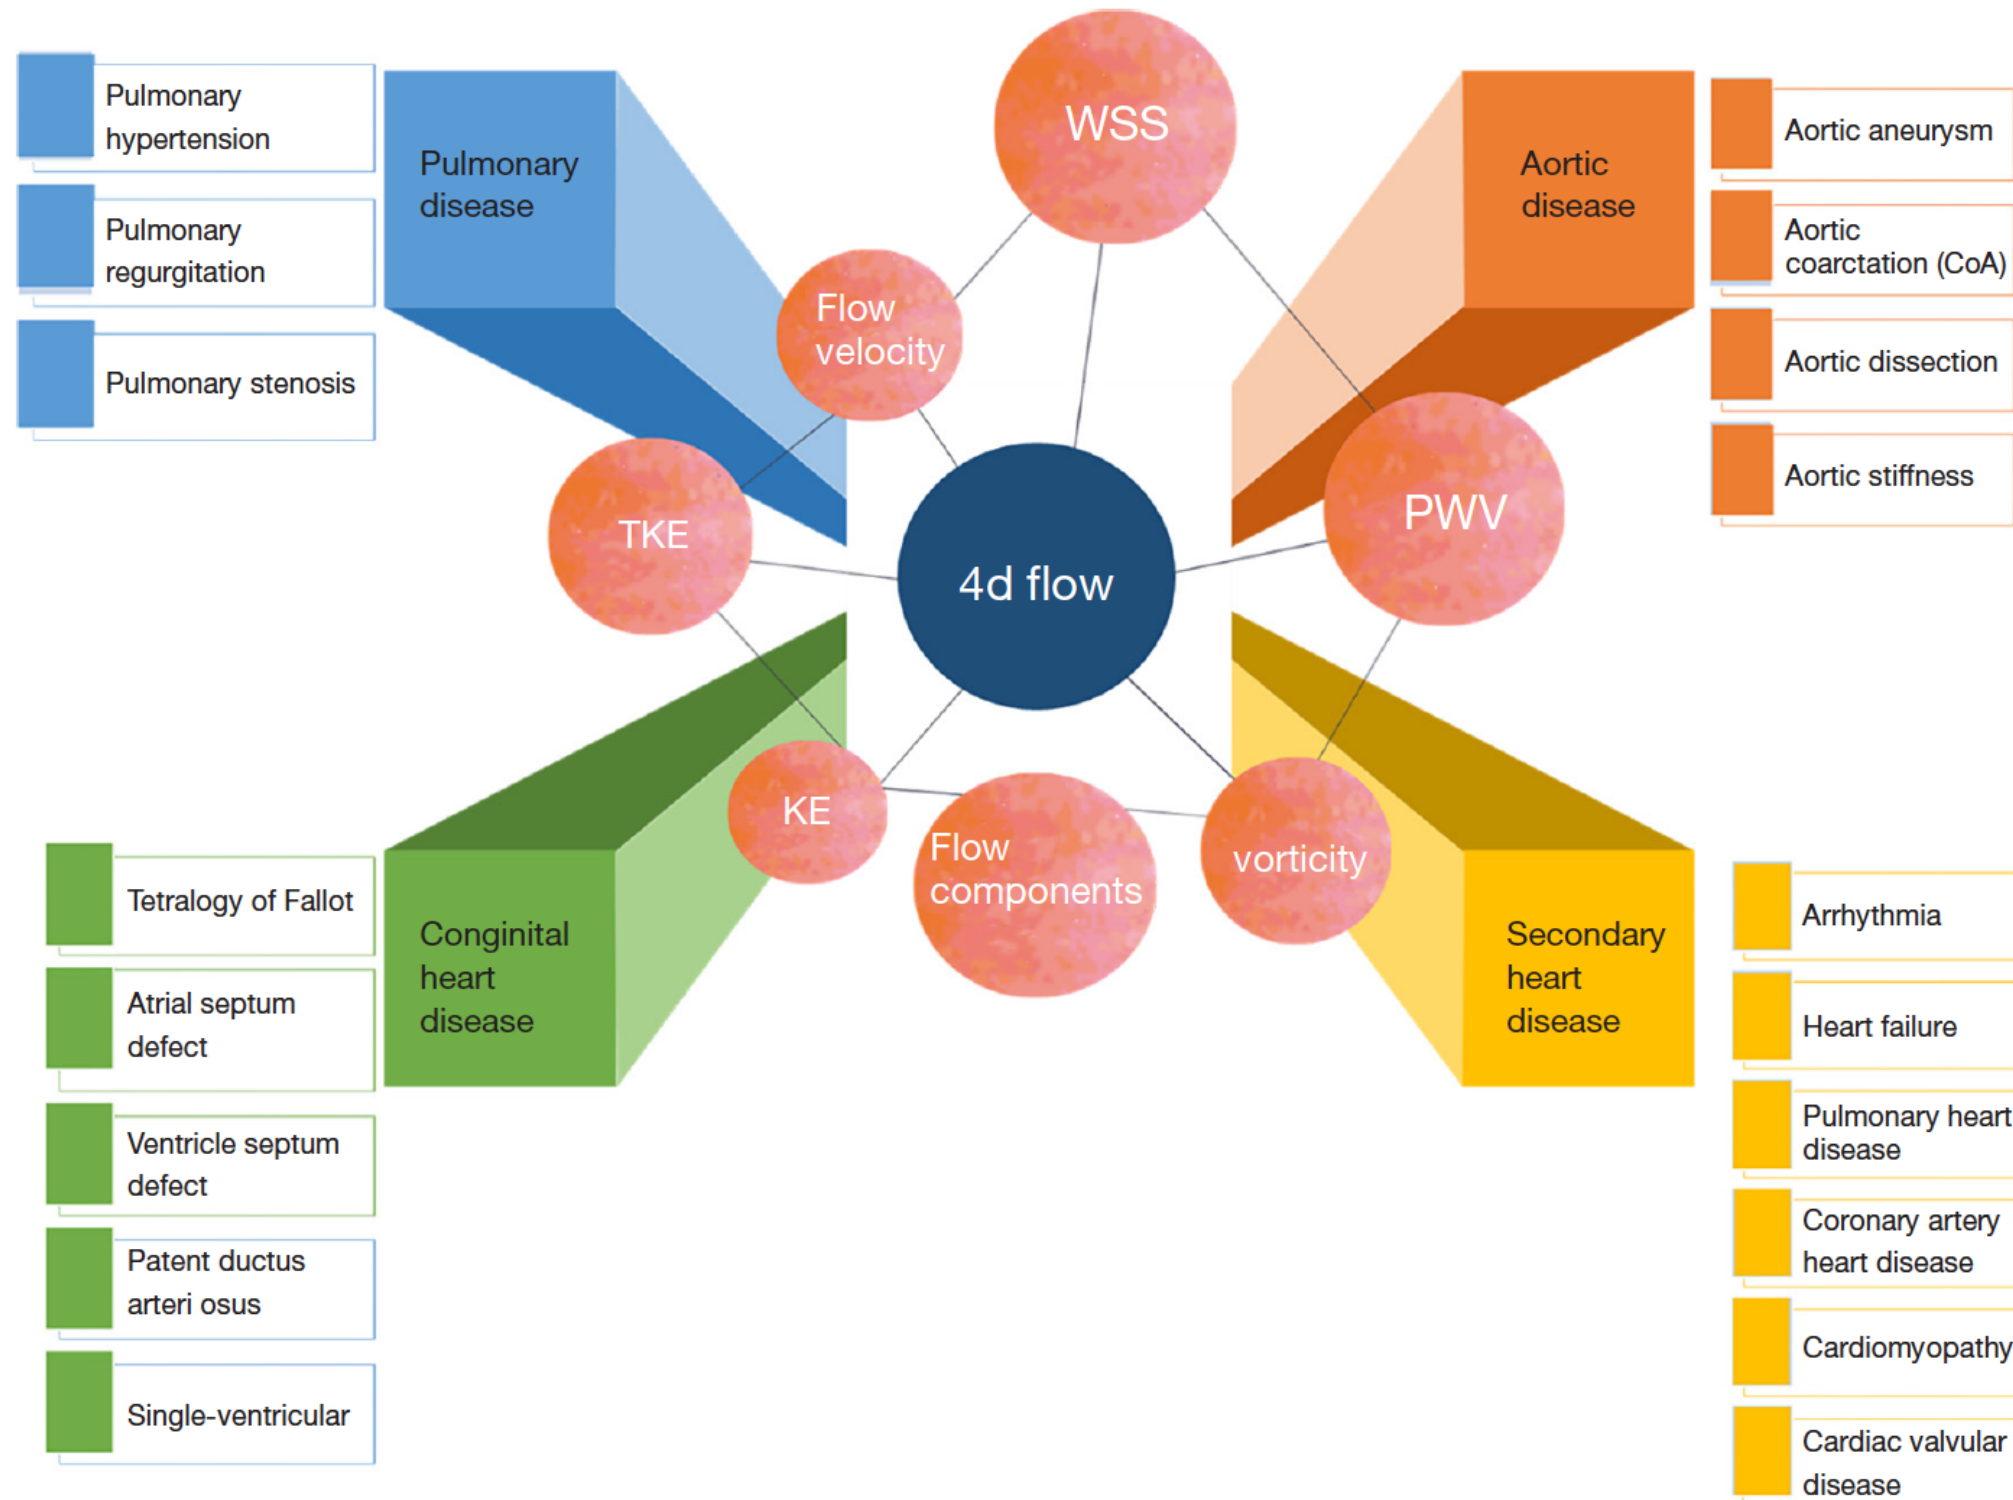 Pulmonary
hypertension
Pulmonary
regurgitation
Pulmonary stenosis
Pulmonary
disease
WSS
Flow
velocity
TKE
4d flow
PWV
KE
Flow
components
vorticity
Aortic
disease
Aortic aneurysm
Aortic
coarctation (CoA)
Aortic dissection
Aortic stiffness
Tetralogy of Fallot
Atrial septum
defect
Ventricle septum
defect
Patent ductus
arteri osus
Single-ventricular
Conginital
heart
disease
Secondary
heart
disease
Arrhythmia
Heart failure
Pulmonary heart
disease
Coronary artery
heart disease
Cardiomyopathy
Cardiac valvular
disease